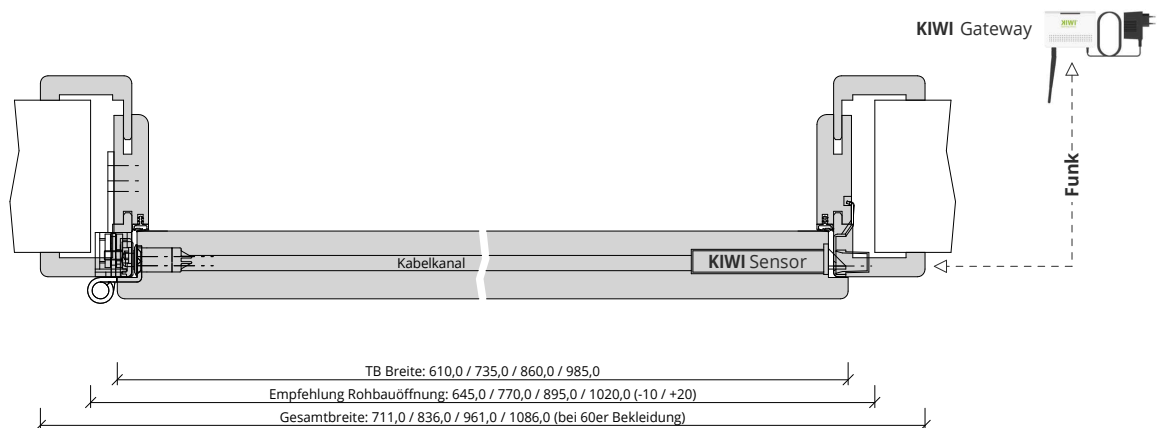 KIWI Gateway
KIWI
Funk
Kabelkanal
KIWI Sensor
TB Breite: 610,0 / 735,0 / 860,0 / 985,0
Empfehlung Rohbauöffnung: 645,0 / 770,0 / 895,0 / 1020,0 (-10 / +20)
Gesamtbreite: 711,0 / 836,0 / 961,0 / 1086,0 (bei 60er Bekleidung)